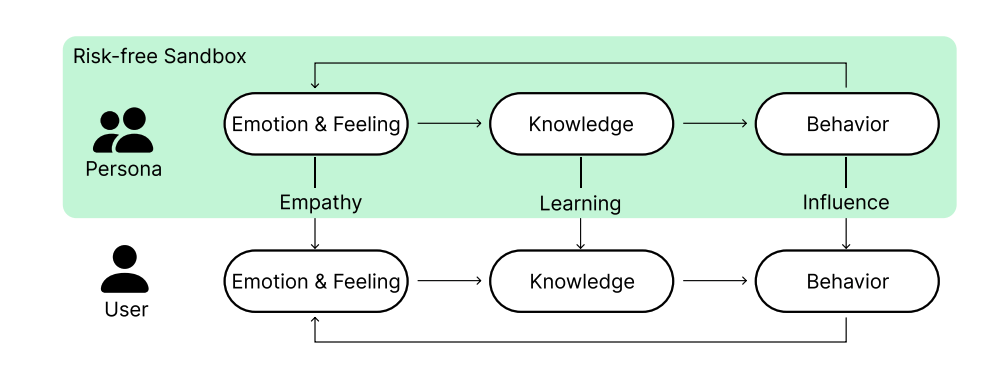 Risk-free Sandbox
Emotion & Feeling
Knowledge
Behavior
Persona
Empathy
Learning
Influence
Emotion & Feeling
Knowledge
Behavior
User